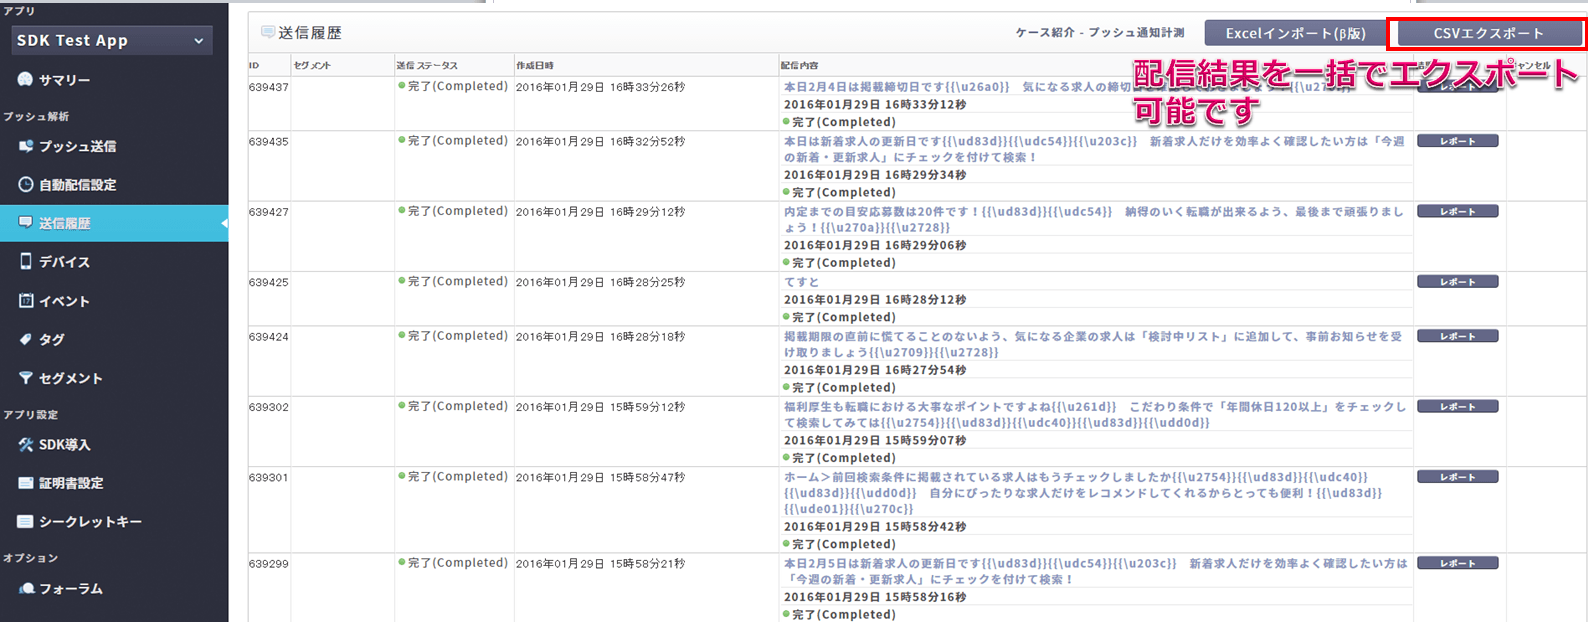 アプリ
SDK Test App
サマリー
プッシュ解析
プッシュ送信
自動配信設定
送信履歴
デバイス
イベント
タグ
セグメント
アプリ設定
SDK導入
証明書設定
シークレットキー
オプション
フォーラム
送信履歴
ケース紹介 - プッシュ通知計測
Excelインポート(β版)
CSVエクスポート
配信結果を一括でエクスポート
可能です
ID セグメント 送信ステータス 作成日時 配信内容
639437 完了(Completed) 2016年01月29日 16時33分26秒
本日2月4日は掲載締切日です{{\u26a0}} 気になる求人の締切日
2016年01月29日 16時33分12秒
完了(Completed)
レポート
639435 完了(Completed) 2016年01月29日 16時32分52秒
本日は新着求人の更新日です{{\ud83d}}{{\udc54}}{{\u203c}} 新着求人だけを効率よく確認したい方は「今週
の新着・更新求人」にチェックを付けて検索！
2016年01月29日 16時29分34秒
完了(Completed)
レポート
639427 完了(Completed) 2016年01月29日 16時29分12秒
内定までの目安応募数は20件です！{{\ud83d}}{{\udc54}} 納得のいく転職が出来るよう、最後まで頑張りまし
ょう！{{\u270a}}{{\u2728}}
2016年01月29日 16時29分06秒
完了(Completed)
レポート
639425 完了(Completed) 2016年01月29日 16時28分25秒
てすと
2016年01月29日 16時28分12秒
完了(Completed)
レポート
639424 完了(Completed) 2016年01月29日 16時28分18秒
掲載期限の直前に慌てることのないよう、気になる企業の求人は「検討中リスト」に追加して、事前お知らせを受
け取りましょう{{\u2709}}{{\u2728}}
2016年01月29日 16時27分54秒
完了(Completed)
レポート
639302 完了(Completed) 2016年01月29日 15時59分12秒
福利厚生も転職における大事なポイントですよね{{\u261d}} こだわり条件で「年間休日120以上」をチェックし
て検索してみては{{\u2754}}{{\ud83d}}{{\udc40}}{{\ud83d}}{{\udd0d}}
2016年01月29日 15時59分07秒
完了(Completed)
レポート
639301 完了(Completed) 2016年01月29日 15時58分47秒
ホーム＞前回検索条件に掲載されている求人はもうチェックしましたか{{\u2754}}{{\ud83d}}{{\udc40}}
{{\ud83d}}{{\udd0d}} 自分にぴったりな求人だけをレコメンドしてくれるからとっても便利！{{\ud83d}}
{{\ude01}}{{\u270c}}
2016年01月29日 15時58分42秒
完了(Completed)
レポート
639299 完了(Completed) 2016年01月29日 15時58分21秒
本日2月5日は新着求人の更新日です{{\ud83d}}{{\udc54}}{{\u203c}} 新着求人だけを効率よく確認したい方は
「今週の新着・更新求人」にチェックを付けて検索！
2016年01月29日 15時58分16秒
完了(Completed)
レポート